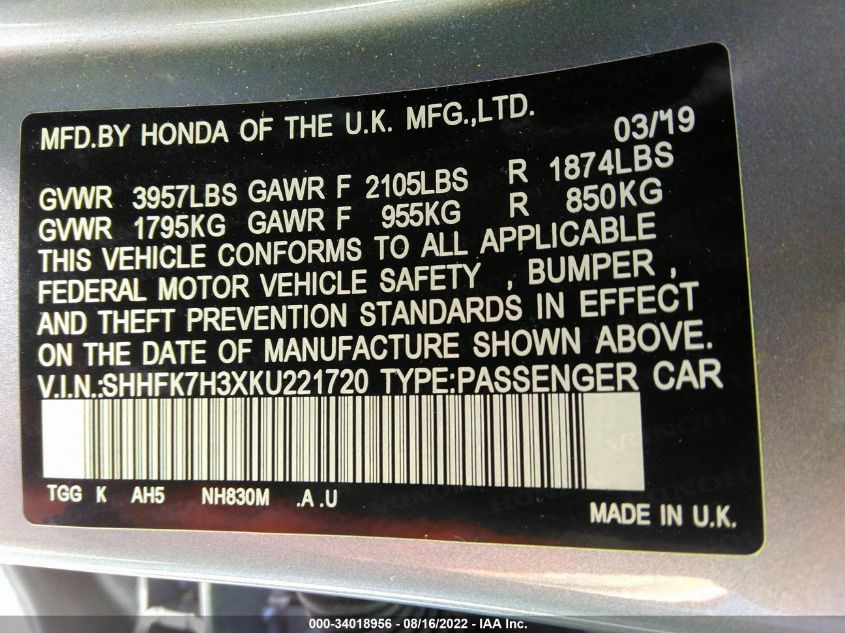 MFD.BY HONDA OF THE U.K. MFG.,LTD. 03/19
GVWR 3957LBS GAWR F 2105LBS R 1874LBS
GVWR 1795KG GAWR F 955KG R 850KG
THIS VEHICLE CONFORMS TO ALL APPLICABLE
FEDERAL MOTOR VEHICLE SAFETY , BUMPER ,
AND THEFT PREVENTION STANDARDS IN EFFECT
ON THE DATE OF MANUFACTURE SHOWN ABOVE.
V.I.N.:SHHFK7H3XKU221720 TYPE:PASSENGER CAR
TGG K AH5 NH830M .A .U
MADE IN U.K.
000-34018956 - 08/16/2022 - IAA Inc.